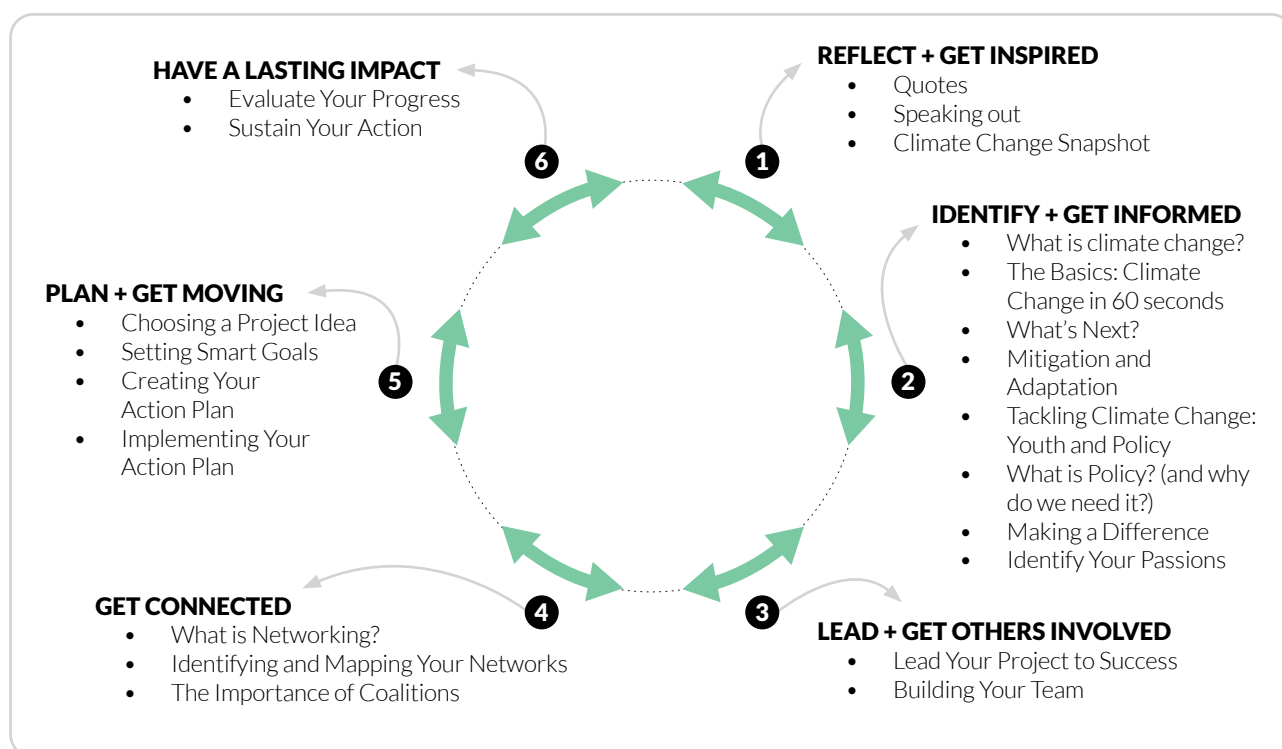 REFLECT + GET INSPIRED
• Quotes
• Speaking out
• Climate Change Snapshot
1
IDENTIFY + GET INFORMED
• What is climate change?
• The Basics: Climate
Change in 60 seconds
• What's Next?
• Mitigation and
Adaptation
• Tackling Climate Change:
Youth and Policy
• What is Policy? (and why
do we need it?)
• Making a Difference
• Identify Your Passions
2
LEAD + GET OTHERS INVOLVED
• Lead Your Project to Success
• Building Your Team
3
GET CONNECTED
• What is Networking?
• Identifying and Mapping Your Networks
• The Importance of Coalitions
4
PLAN + GET MOVING
• Choosing a Project Idea
• Setting Smart Goals
• Creating Your
Action Plan
• Implementing Your
Action Plan
5
HAVE A LASTING IMPACT
• Evaluate Your Progress
• Sustain Your Action
6